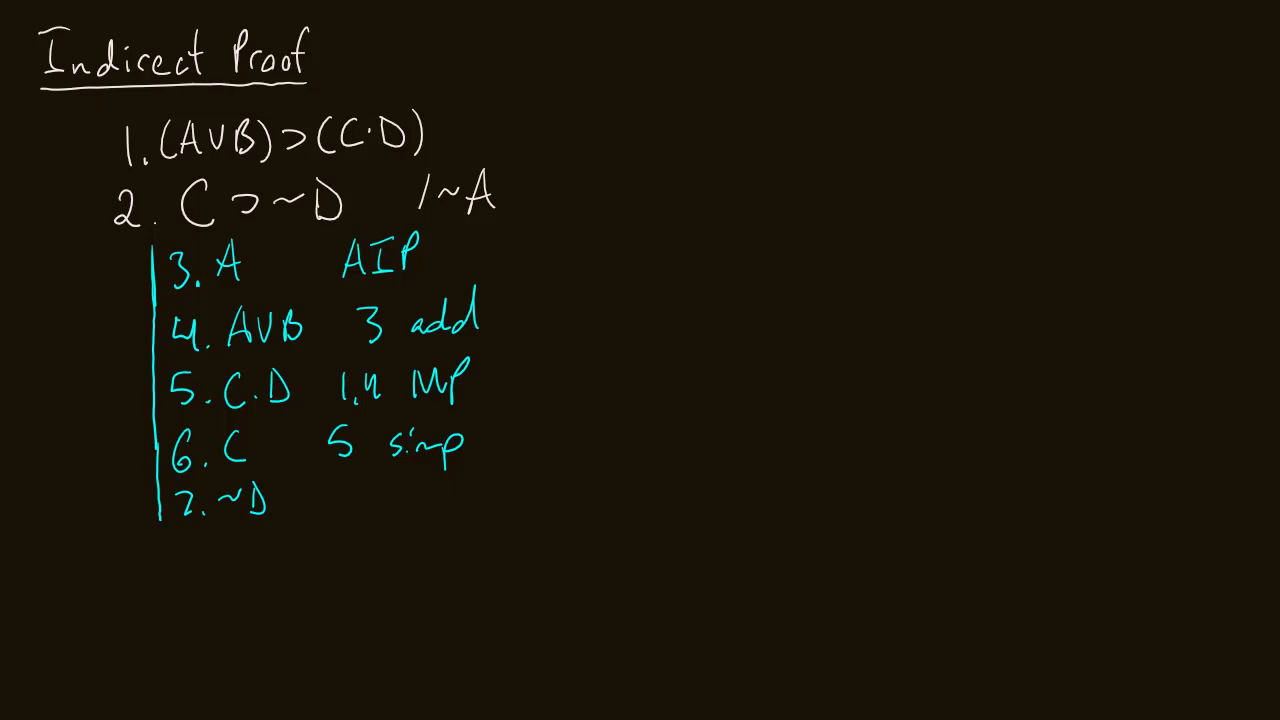 Indirect Proof
1. (A∨B)⊃(C·D)
2. C⊃~D /~A
3. A AIP
4. A∨B 3 add
5. C·D 1,4 MP
6. C 5 simp
7. ~D